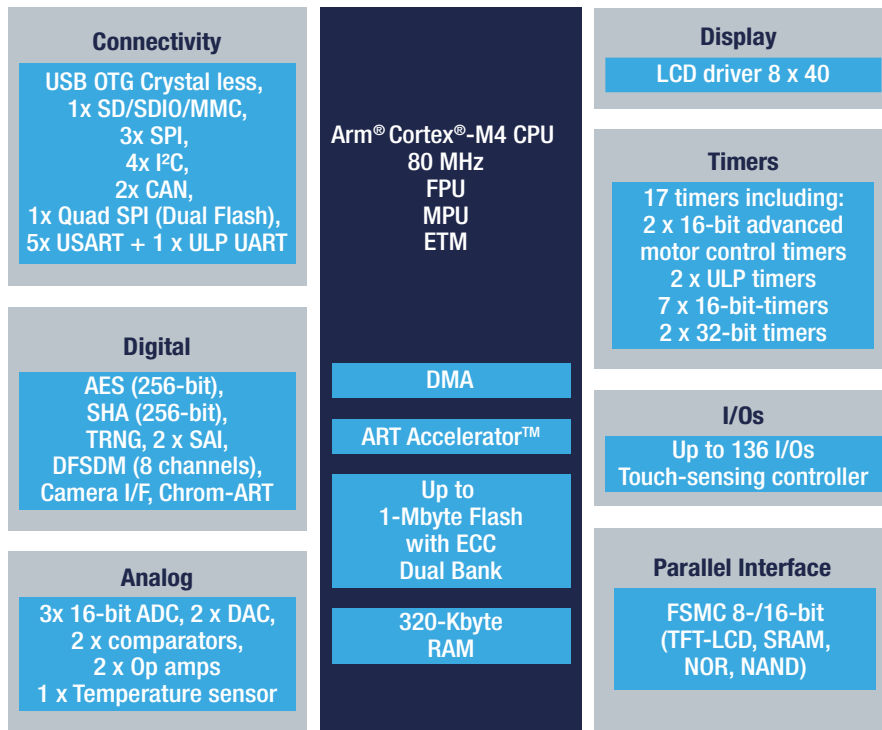 Connectivity
USB OTG Crystal less,
1x SD/SDIO/MMC,
3x SPI,
4x I²C,
2x CAN,
1x Quad SPI (Dual Flash),
5x USART + 1 x ULP UART
Digital
AES (256-bit),
SHA (256-bit),
TRNG, 2 x SAI,
DFSDM (8 channels),
Camera I/F, Chrom-ART
Analog
3x 16-bit ADC, 2 x DAC,
2 x comparators,
2 x Op amps
1 x Temperature sensor
Arm® Cortex®-M4 CPU
80 MHz
FPU
MPU
ETM
DMA
ART Accelerator™
Up to
1-Mbyte Flash
with ECC
Dual Bank
320-Kbyte
RAM
Display
LCD driver 8 x 40
Timers
17 timers including:
2 x 16-bit advanced
motor control timers
2 x ULP timers
7 x 16-bit-timers
2 x 32-bit timers
I/Os
Up to 136 I/Os
Touch-sensing controller
Parallel Interface
FSMC 8-/16-bit
(TFT-LCD, SRAM,
NOR, NAND)